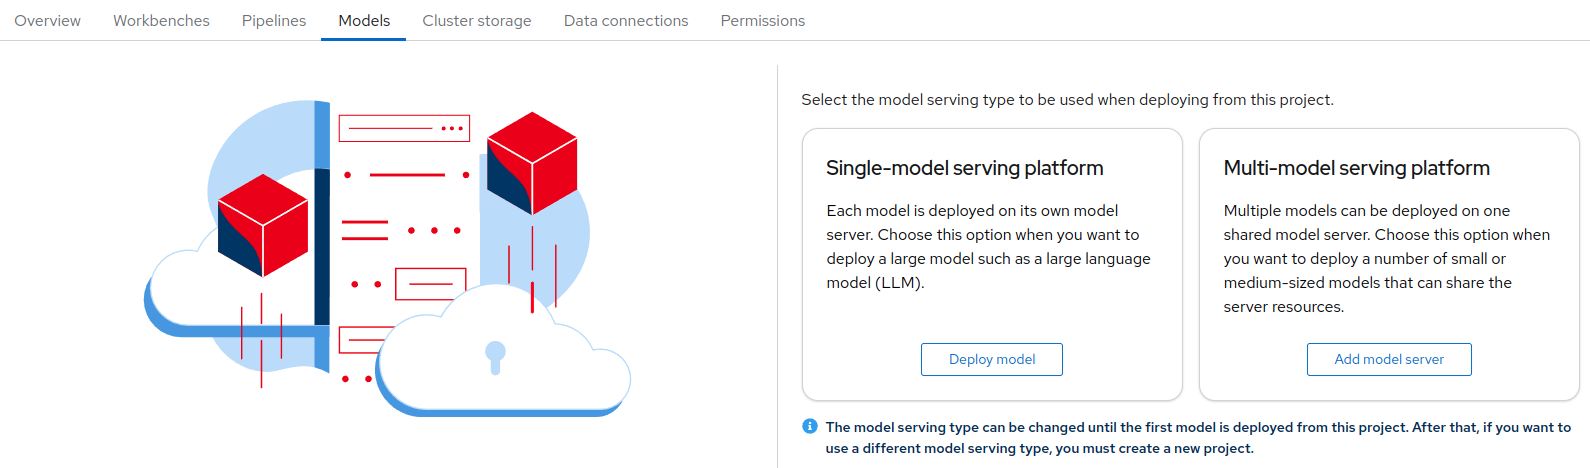 Overview Workbenches Pipelines Models Cluster storage Data connections Permissions
Select the model serving type to be used when deploying from this project.
Single-model serving platform
Each model is deployed on its own model
server. Choose this option when you want to
deploy a large model such as a large language
model (LLM).
Deploy model
Multi-model serving platform
Multiple models can be deployed on one
shared model server. Choose this option when
you want to deploy a number of small or
medium-sized models that can share the
server resources.
Add model server
The model serving type can be changed until the first model is deployed from this project. After that, if you want to
use a different model serving type, you must create a new project.